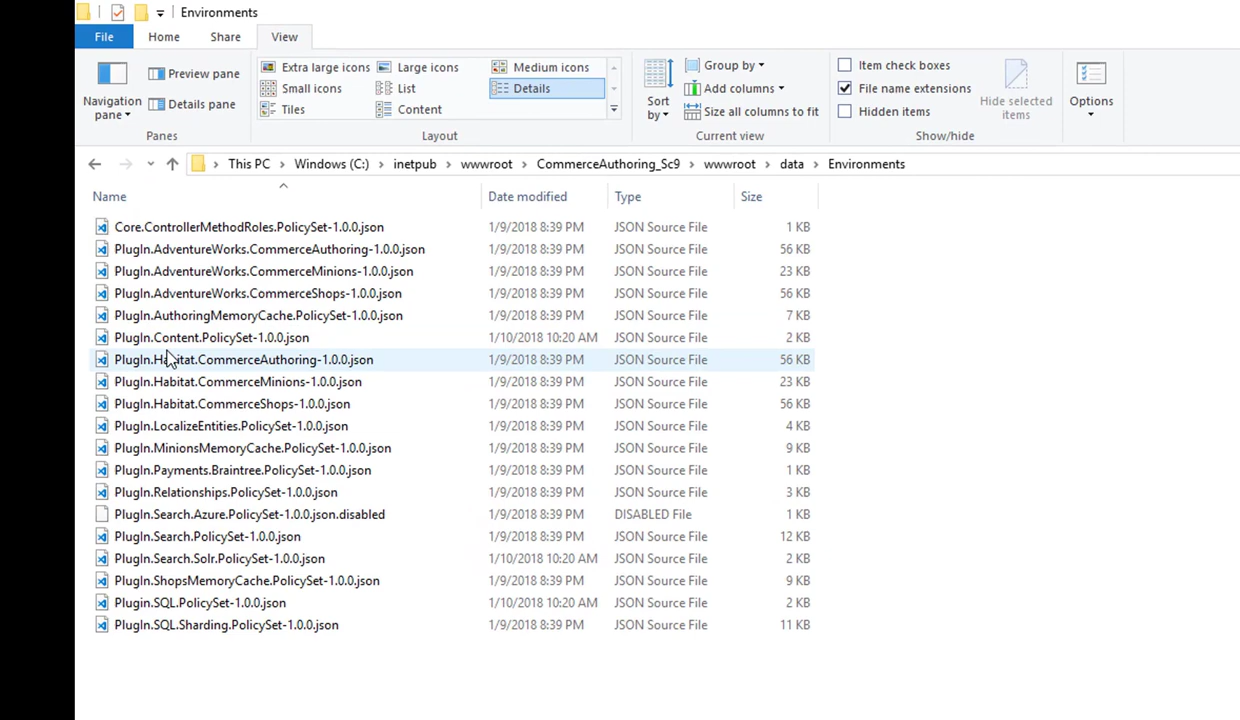 Environments
File Home Share View
Navigation pane
Preview pane
Details pane
Panes
Extra large icons Large icons Medium icons
Small icons List Details
Tiles Content
Layout
Sort by
Group by
Add columns
Size all columns to fit
Current view
Item check boxes
File name extensions
Hidden items
Hide selected items
Show/hide
Options
This PC Windows (C:) inetpub wwwroot CommerceAuthoring_Sc9 wwwroot data Environments
Name Date modified Type Size
Core.ControllerMethodRoles.PolicySet-1.0.0.json 1/9/2018 8:39 PM JSON Source File 1 KB
PlugIn.AdventureWorks.CommerceAuthoring-1.0.0.json 1/9/2018 8:39 PM JSON Source File 56 KB
PlugIn.AdventureWorks.CommerceMinions-1.0.0.json 1/9/2018 8:39 PM JSON Source File 23 KB
PlugIn.AdventureWorks.CommerceShops-1.0.0.json 1/9/2018 8:39 PM JSON Source File 56 KB
PlugIn.AuthoringMemoryCache.PolicySet-1.0.0.json 1/9/2018 8:39 PM JSON Source File 7 KB
PlugIn.Content.PolicySet-1.0.0.json 1/10/2018 10:20 AM JSON Source File 2 KB
PlugIn.Habitat.CommerceAuthoring-1.0.0.json 1/9/2018 8:39 PM JSON Source File 56 KB
PlugIn.Habitat.CommerceMinions-1.0.0.json 1/9/2018 8:39 PM JSON Source File 23 KB
PlugIn.Habitat.CommerceShops-1.0.0.json 1/9/2018 8:39 PM JSON Source File 56 KB
PlugIn.LocalizeEntities.PolicySet-1.0.0.json 1/9/2018 8:39 PM JSON Source File 4 KB
PlugIn.MinionsMemoryCache.PolicySet-1.0.0.json 1/9/2018 8:39 PM JSON Source File 9 KB
PlugIn.Payments.Braintree.PolicySet-1.0.0.json 1/9/2018 8:39 PM JSON Source File 1 KB
PlugIn.Relationships.PolicySet-1.0.0.json 1/9/2018 8:39 PM JSON Source File 3 KB
PlugIn.Search.Azure.PolicySet-1.0.0.json.disabled 1/9/2018 8:39 PM DISABLED File 1 KB
PlugIn.Search.PolicySet-1.0.0.json 1/9/2018 8:39 PM JSON Source File 12 KB
PlugIn.Search.Solr.PolicySet-1.0.0.json 1/10/2018 10:20 AM JSON Source File 2 KB
PlugIn.ShopsMemoryCache.PolicySet-1.0.0.json 1/9/2018 8:39 PM JSON Source File 9 KB
Plugin.SQL.PolicySet-1.0.0.json 1/10/2018 10:20 AM JSON Source File 2 KB
PlugIn.SQL.Sharding.PolicySet-1.0.0.json 1/9/2018 8:39 PM JSON Source File 11 KB